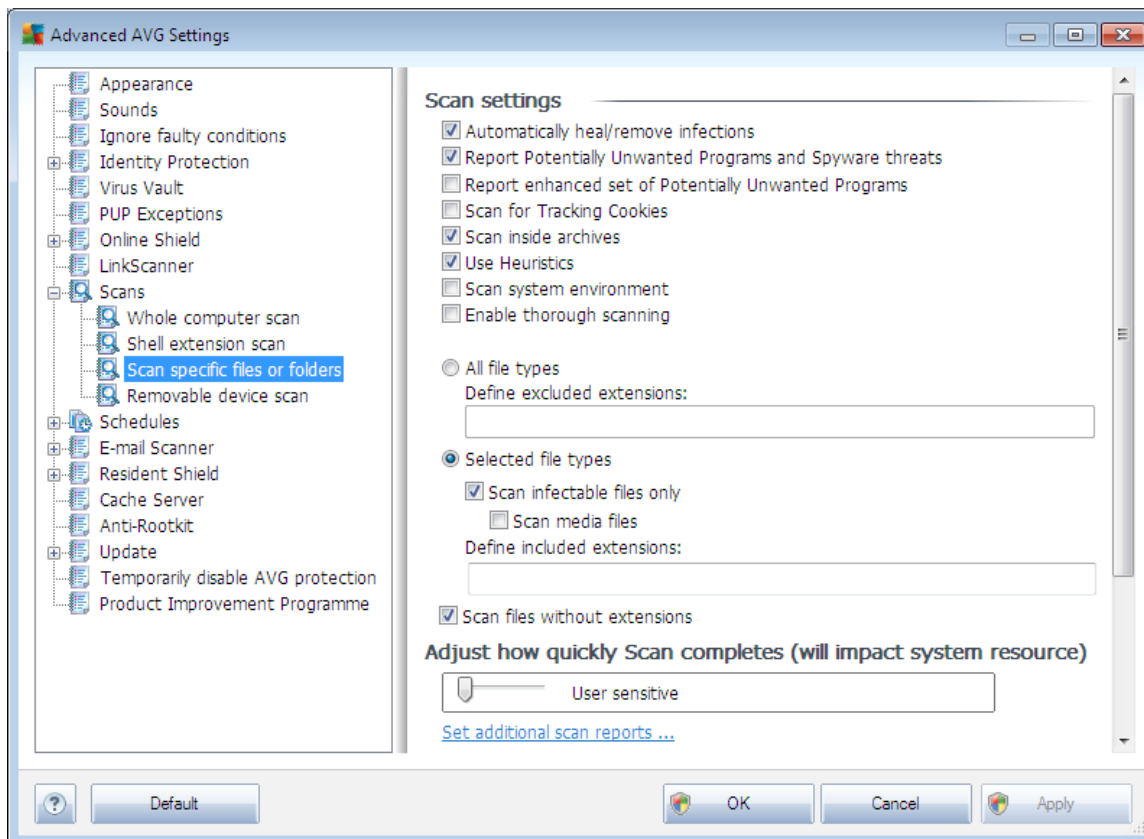 Advanced AVG Settings
Appearance
Sounds
Ignore faulty conditions
Identity Protection
Virus Vault
PUP Exceptions
Online Shield
LinkScanner
Scans
Whole computer scan
Shell extension scan
Scan specific files or folders
Removable device scan
Schedules
E-mail Scanner
Resident Shield
Cache Server
Anti-Rootkit
Update
Temporarily disable AVG protection
Product Improvement Programme
Scan settings
Automatically heal/remove infections
Report Potentially Unwanted Programs and Spyware threats
Report enhanced set of Potentially Unwanted Programs
Scan for Tracking Cookies
Scan inside archives
Use Heuristics
Scan system environment
Enable thorough scanning
All file types
Define excluded extensions:
Selected file types
Scan infectable files only
Scan media files
Define included extensions:
Scan files without extensions
Adjust how quickly Scan completes (will impact system resource)
User sensitive
Set additional scan reports ...
?
Default
OK
Cancel
Apply